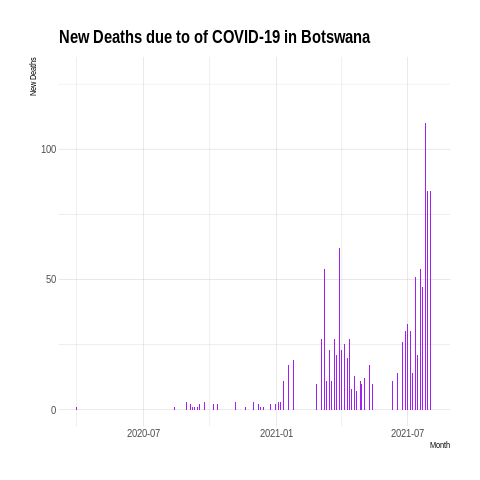 New Deaths due to of COVID-19 in Botswana
New Deaths
100
50
0
2020-07
2021-01
2021-07
Month